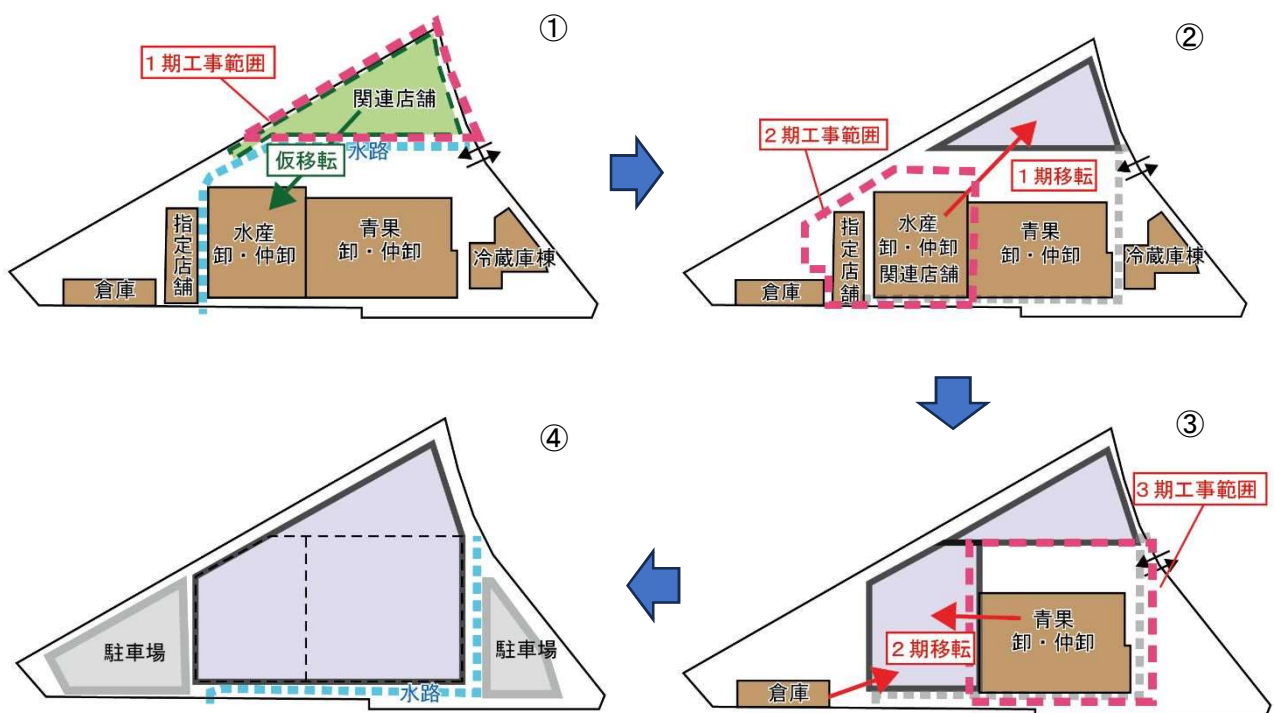 ①
1期工事範囲
関連店舗
水路
仮移転
水産
卸・仲卸
青果
卸・仲卸
指定店舗
冷蔵庫棟
倉庫
②
2期工事範囲
1期移転
指定店舗
水産
卸・仲卸
関連店舗
青果
卸・仲卸
冷蔵庫棟
倉庫
③
3期工事範囲
青果
卸・仲卸
2期移転
倉庫
④
駐車場
駐車場
水路